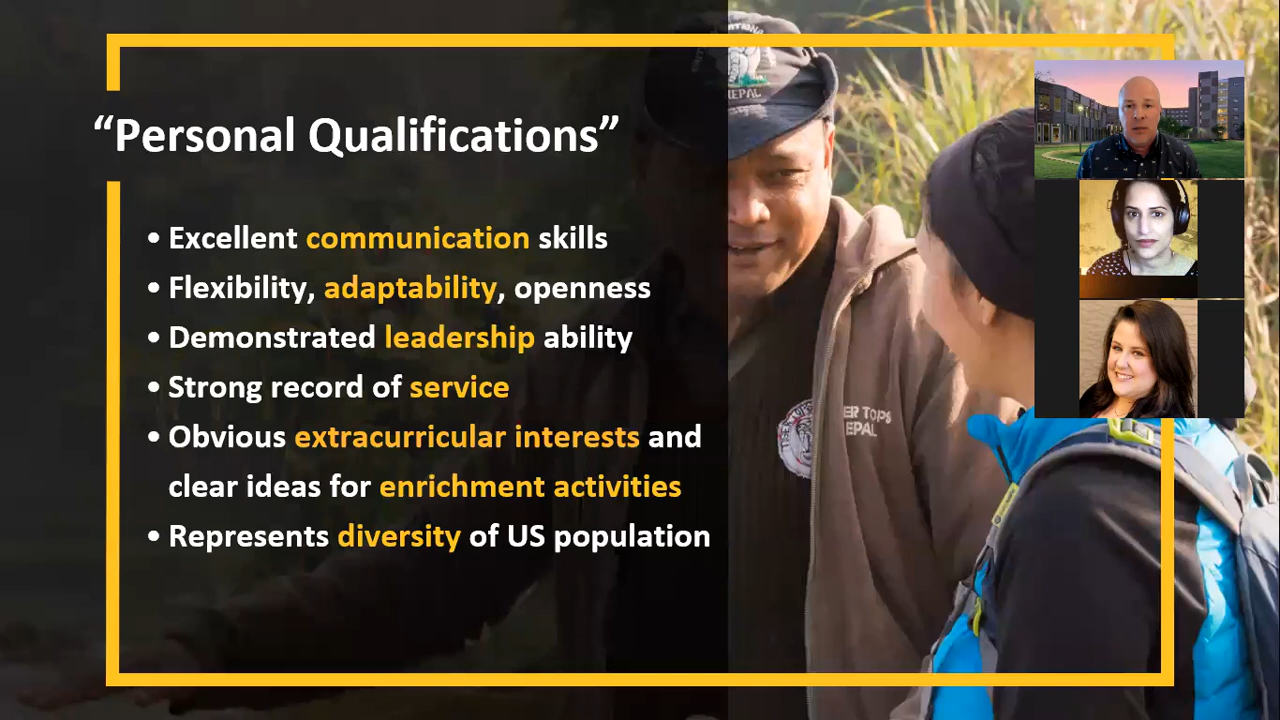 “Personal Qualifications”
• Excellent communication skills
• Flexibility, adaptability, openness
• Demonstrated leadership ability
• Strong record of service
• Obvious extracurricular interests and
clear ideas for enrichment activities
• Represents diversity of US population
EPAL
ER TOPS
EPAL